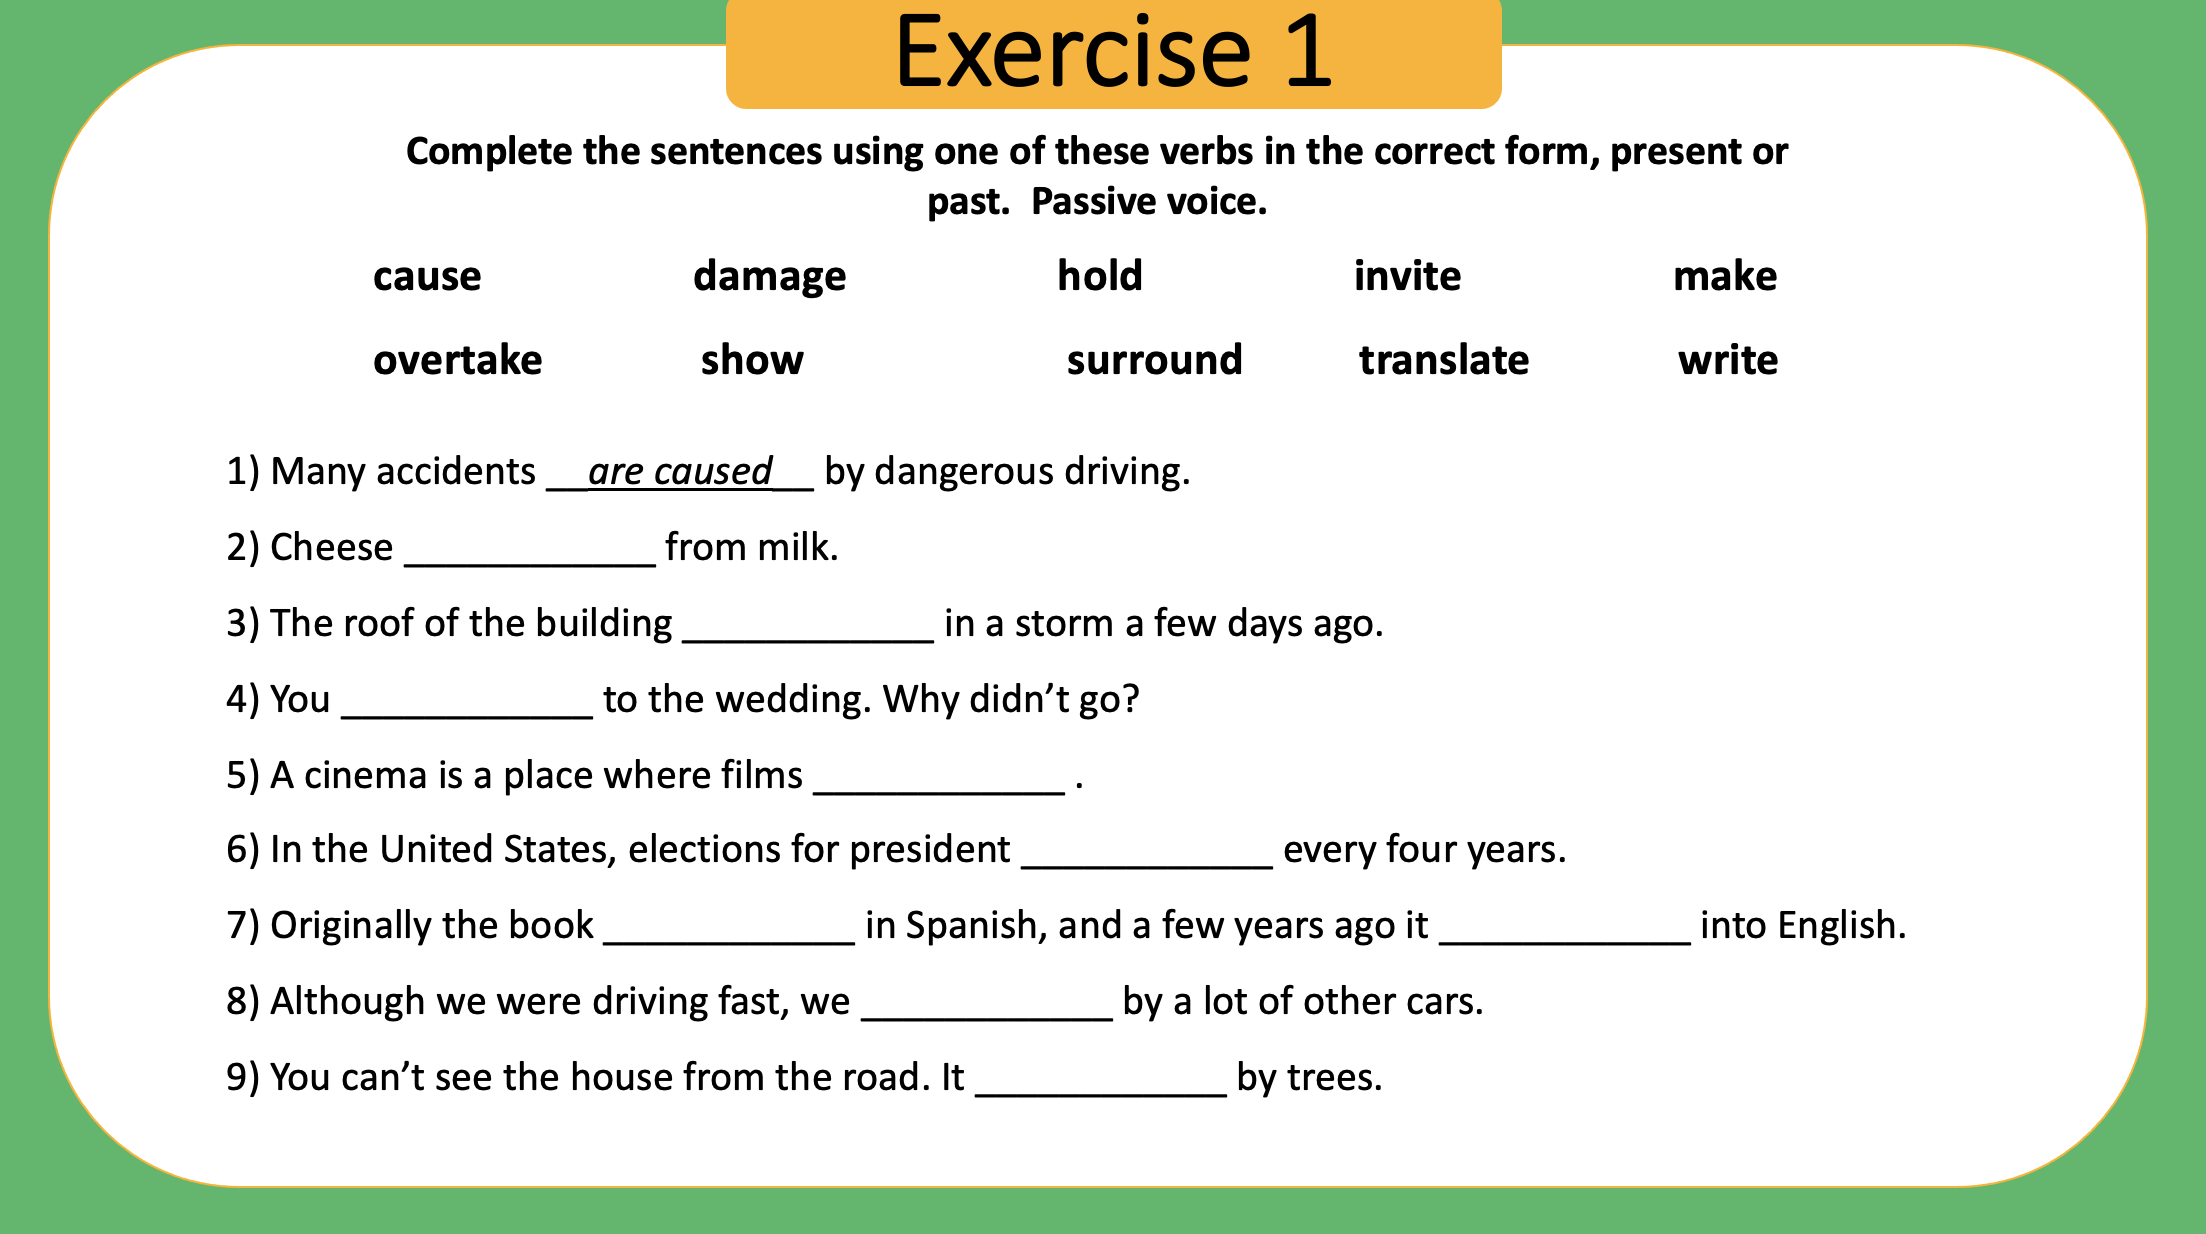 Exercise 1
Complete the sentences using one of these verbs in the correct form, present or
past.  Passive voice.
cause damage hold invite make
overtake show surround translate write
1) Many accidents __are caused__ by dangerous driving.
2) Cheese ____________ from milk.
3) The roof of the building ____________ in a storm a few days ago.
4) You ____________ to the wedding. Why didn’t go?
5) A cinema is a place where films ____________ .
6) In the United States, elections for president ____________ every four years.
7) Originally the book ____________ in Spanish, and a few years ago it ____________ into English.
8) Although we were driving fast, we ____________ by a lot of other cars.
9) You can’t see the house from the road. It ____________ by trees.